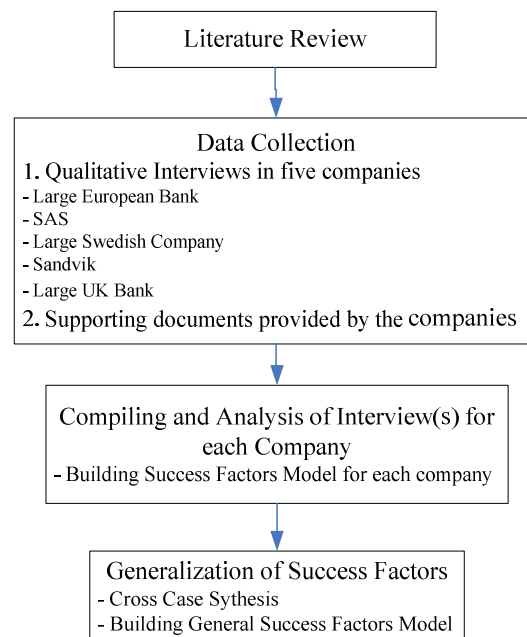 Literature Review
Data Collection
1. Qualitative Interviews in five companies
- Large European Bank
- SAS
- Large Swedish Company
- Sandvik
- Large UK Bank
2. Supporting documents provided by the companies
Compiling and Analysis of Interview(s) for
each Company
- Building Success Factors Model for each company
Generalization of Success Factors
- Cross Case Sythesis
- Building General Success Factors Model